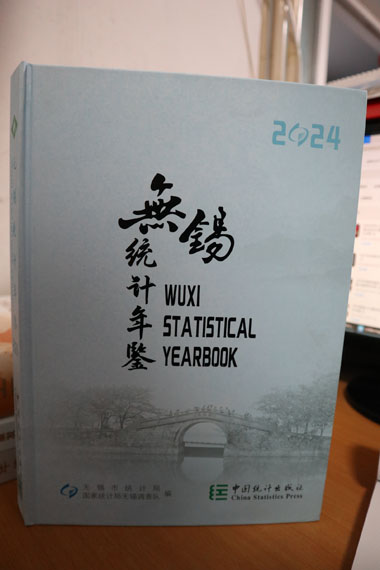 2024
無錫
统计年鉴
WUXI
STATISTICAL
YEARBOOK
无锡市统计局
国家统计局无锡调查队 编
中国统计出版社
China Statistics Press